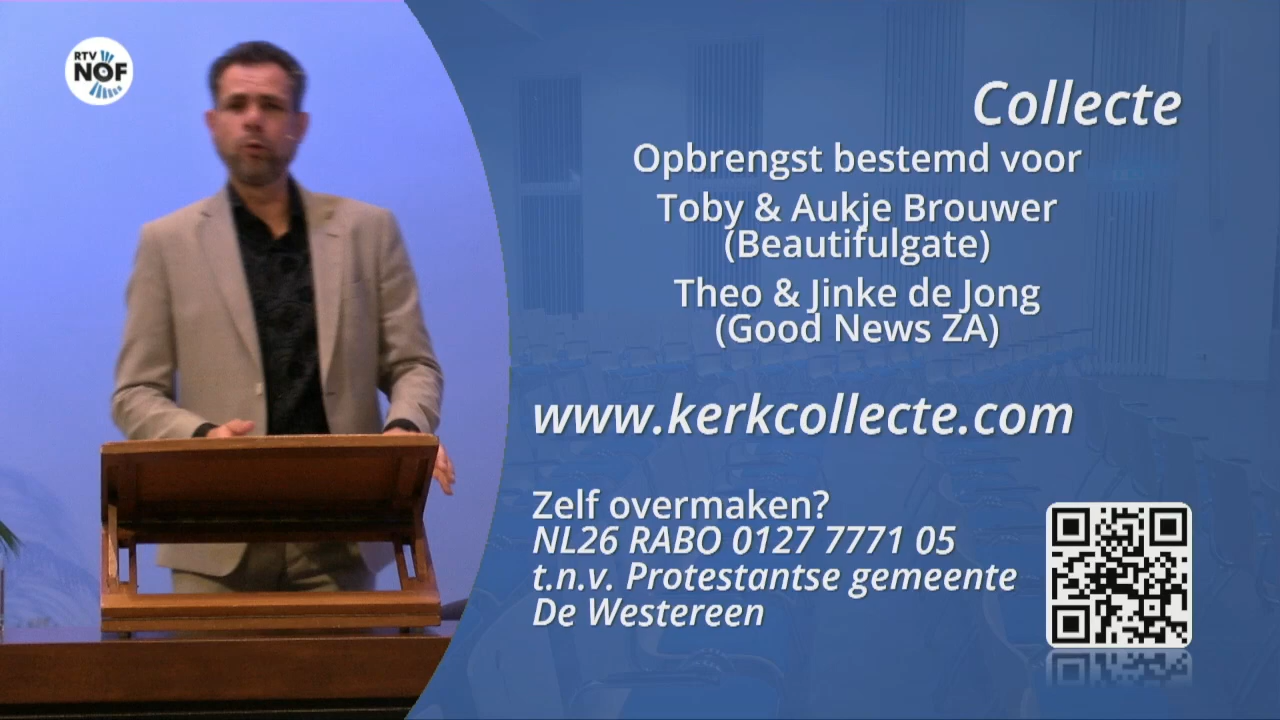 RTV
NOF
Collecte
Opbrengst bestemd voor
Toby & Aukje Brouwer
(Beautifulgate)
Theo & Jinke de Jong
(Good News ZA)
www.kerkcollecte.com
Zelf overmaken?
NL26 RABO 0127 7771 05
t.n.v. Protestantse gemeente
De Westereen